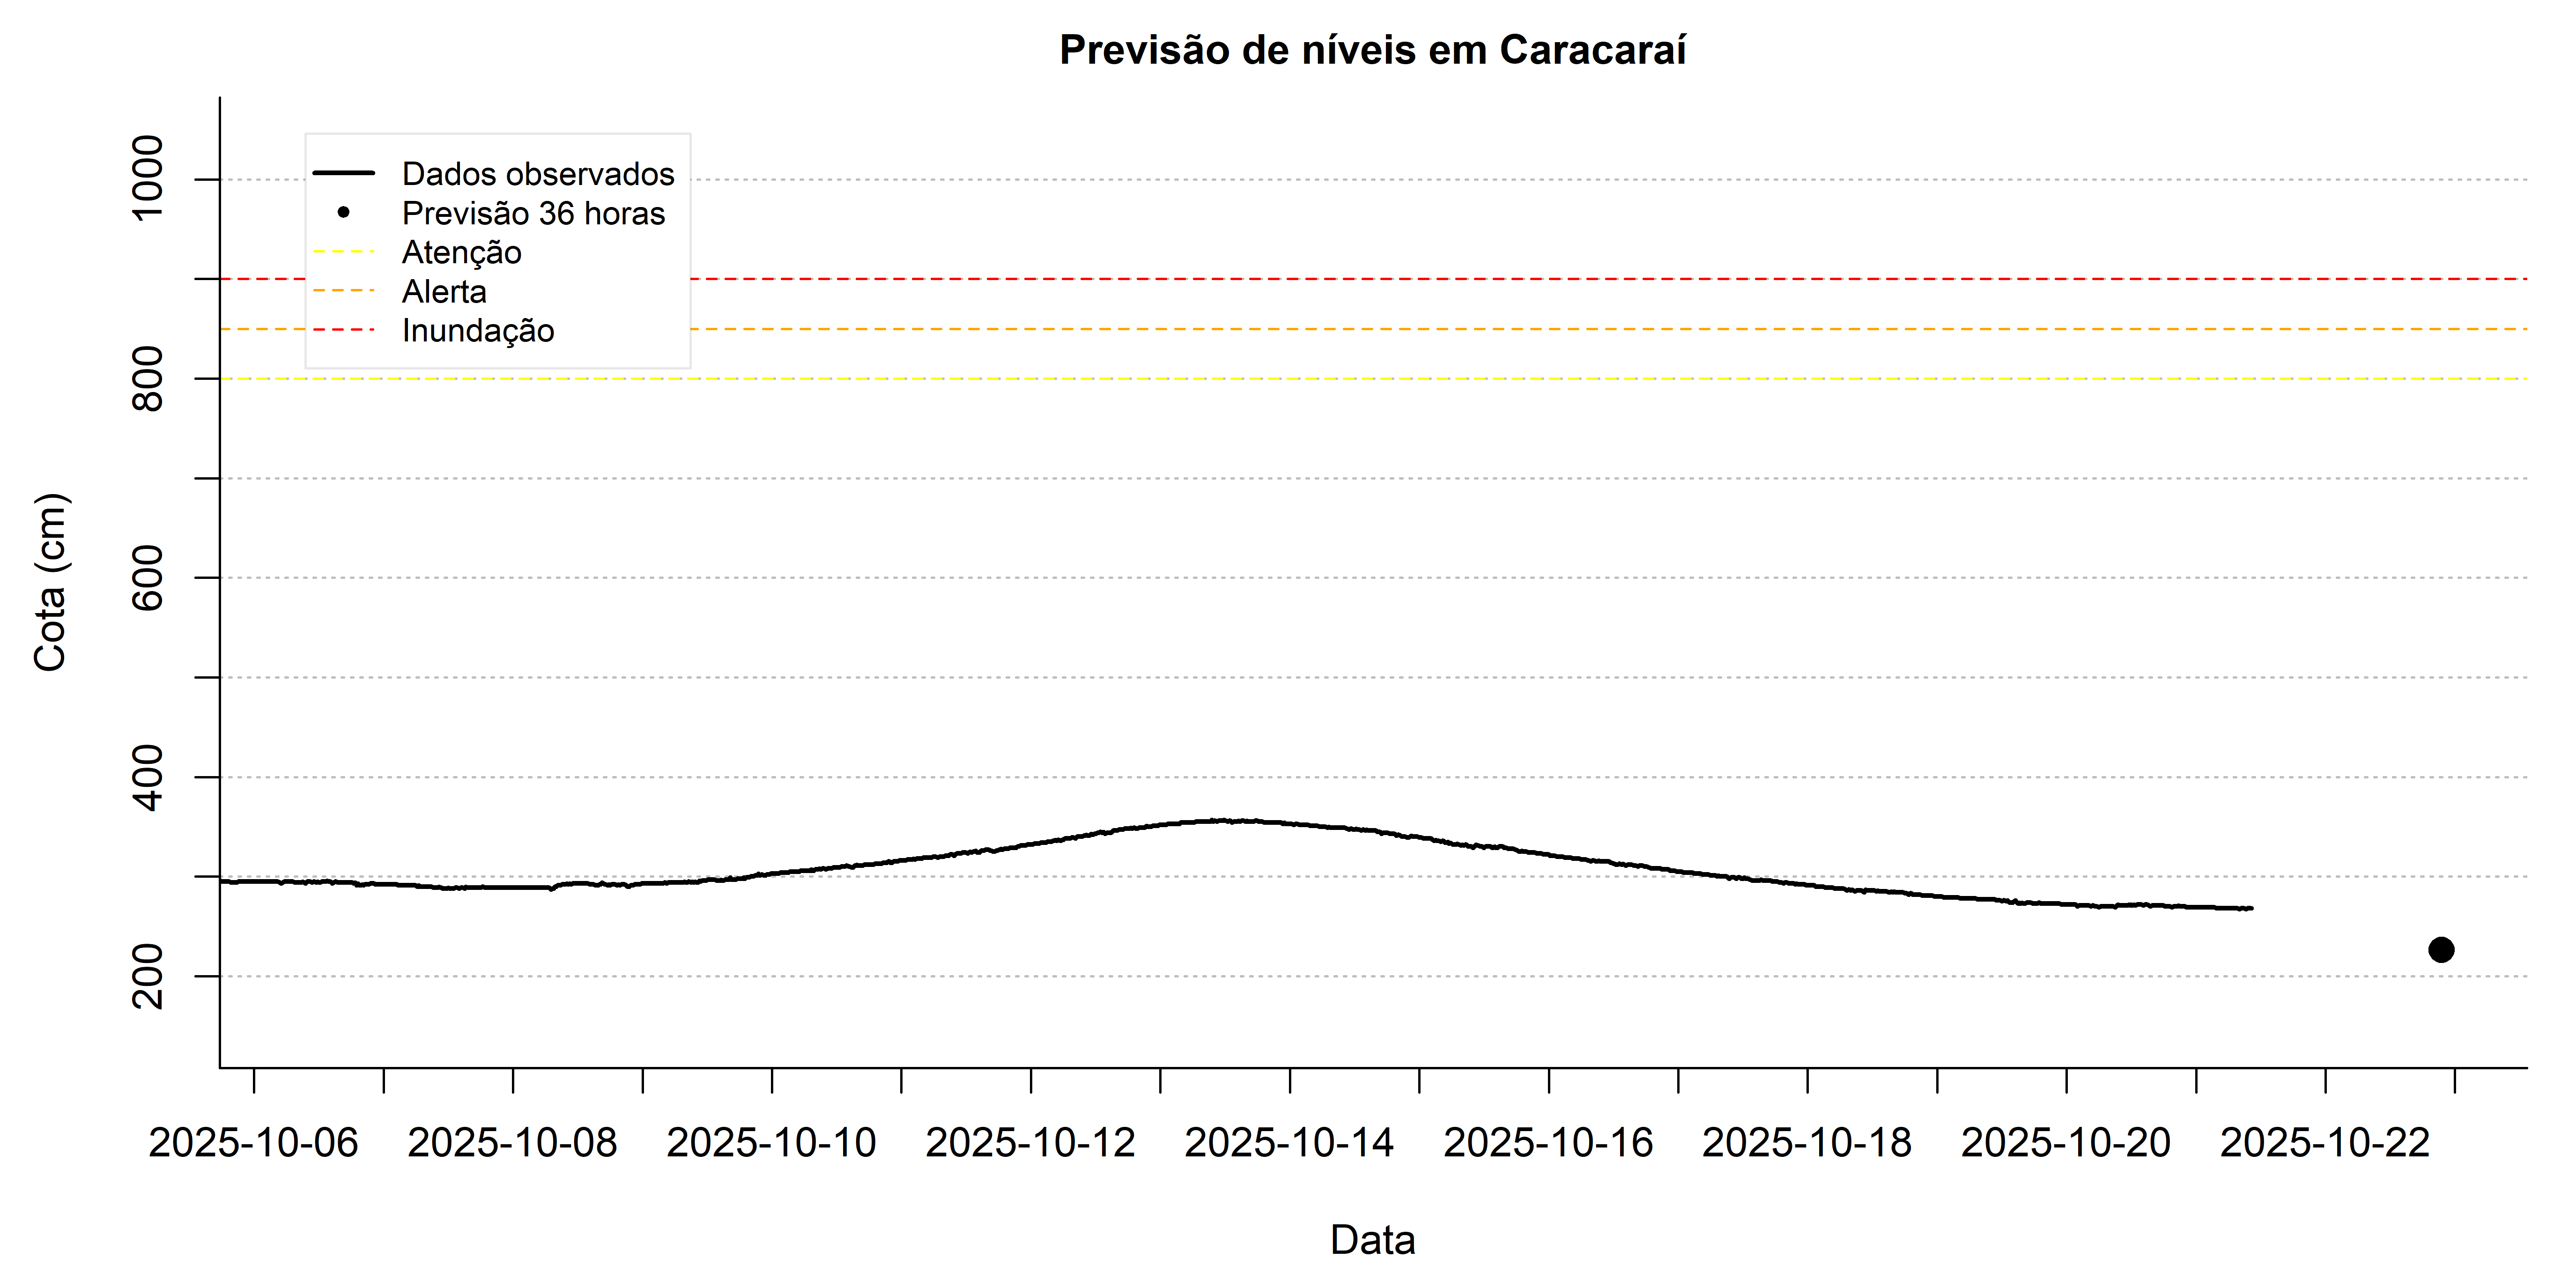 Previsão de níveis em Caracaraí
Dados observados
Previsão 36 horas
Atenção
Alerta
Inundação
Cota (cm)
1000
800
600
400
200
2025-10-06 2025-10-08 2025-10-10 2025-10-12 2025-10-14 2025-10-16 2025-10-18 2025-10-20 2025-10-22
Data